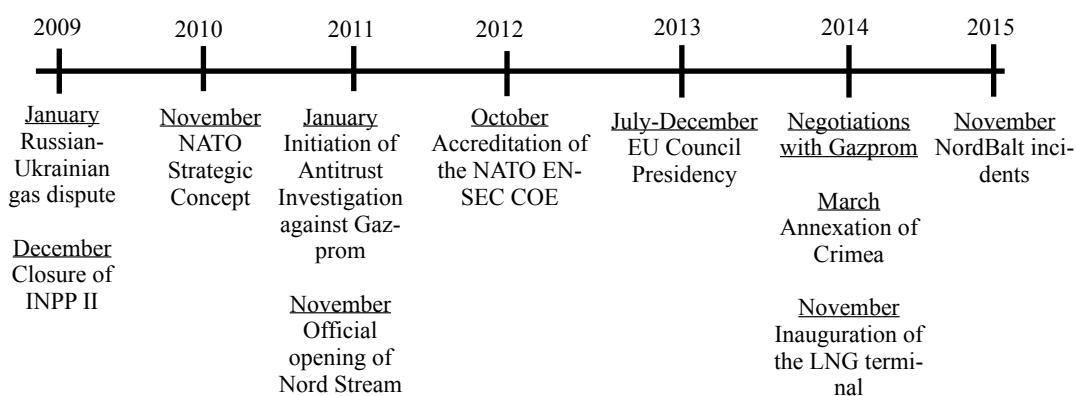 2009
2010
2011
2012
2013
2014
2015
January
Russian-
Ukrainian
gas dispute
December
Closure of
INPP II
November
NATO
Strategic
Concept
January
Initiation of
Antitrust
Investigation
against Gaz-
prom
November
Official
opening of
Nord Stream
October
Accreditation of
the NATO EN-
SEC COE
July-December
EU Council
Presidency
Negotiations
with Gazprom
March
Annexation of
Crimea
November
Inauguration of
the LNG termi-
nal
November
NordBalt inci-
dents